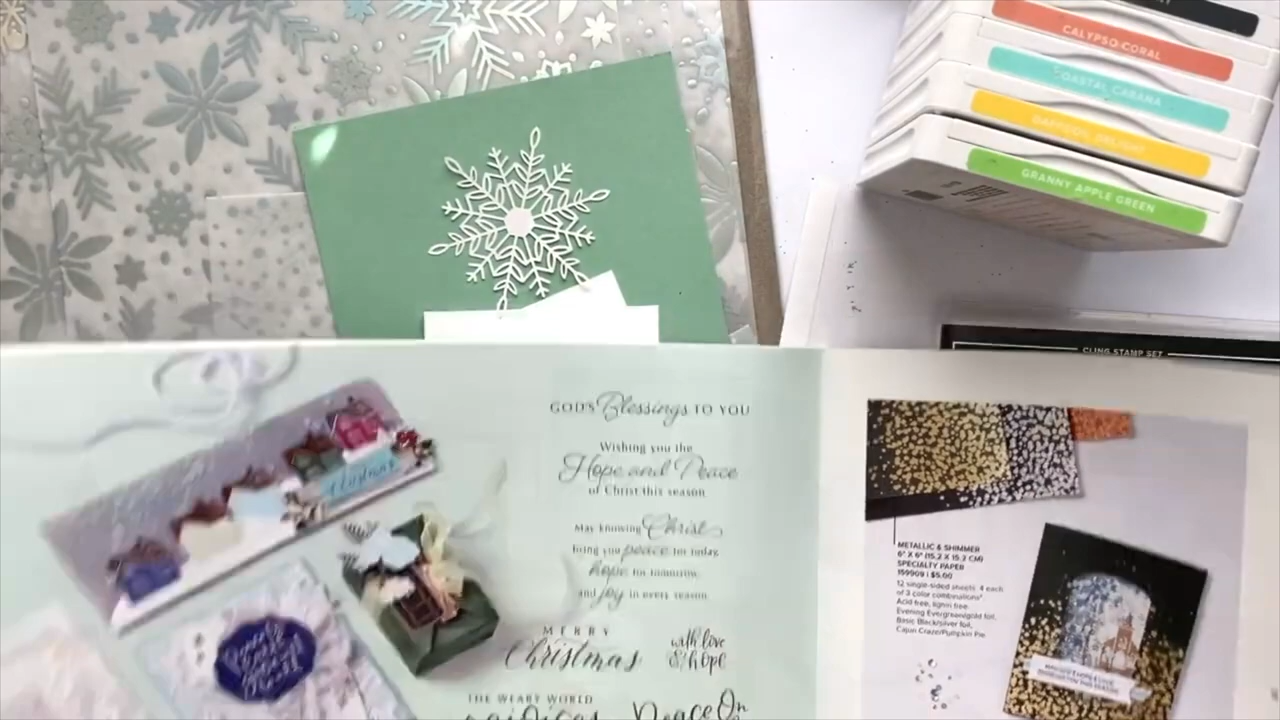 CALYPSO CORAL
COASTAL CABANA
DAFFODIL DELIGHT
GRANNY APPLE GREEN
CLING STAMP SET
GOD'S Blessings TO YOU
Wishing you the
Hope and Peace
of Christ this season
May knowing Christ
bring you peace for today,
hope for tomorrow,
and joy in every season.
MERRY
Christmas
with love
& hope
THE WEARY WORLD
rejoices
Peace On
Christmas
METALLIC & SHIMMER
6" X 6" (15.2 X 15.2 CM)
SPECIALTY PAPER
159909 | $5.00
12 single-sided sheets: 4 each
of 3 color combinations*.
Acid free, lignin free.
Evening Evergreen/gold foil,
Basic Black/silver foil,
Cajun Craze/Pumpkin Pie